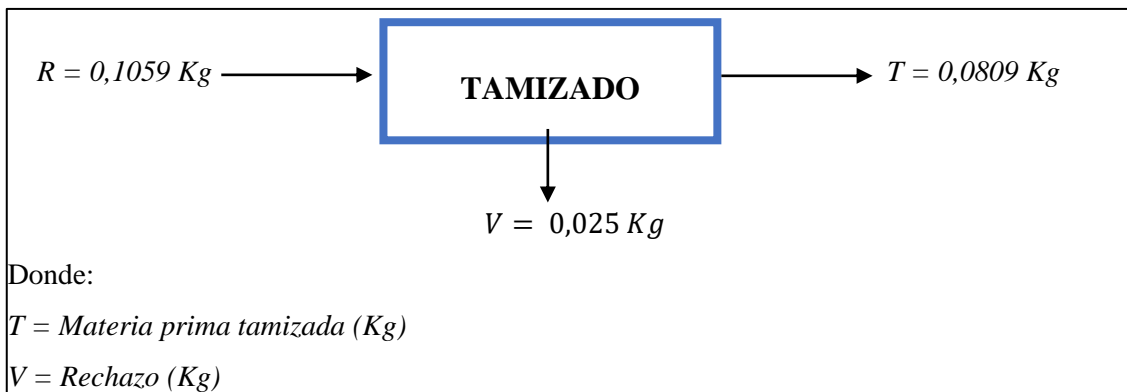 R = 0,1059 Kg
TAMIZADO
T = 0,0809 Kg
V = 0,025 Kg
Donde:
T = Materia prima tamizada (Kg)
V = Rechazo (Kg)